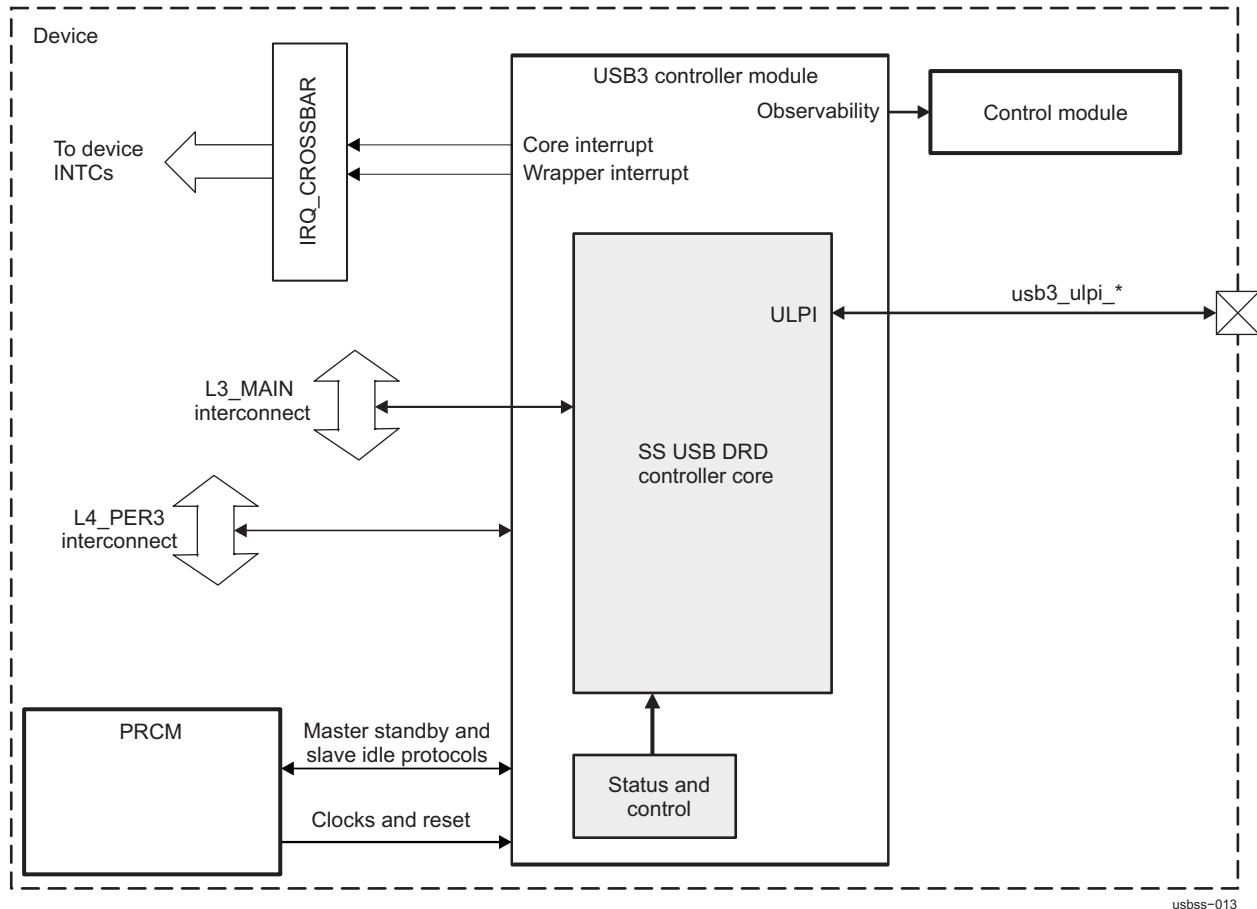 Device
USB3 controller module
Observability
Control module
IRQ_CROSSBAR
To device
INTCs
Core interrupt
Wrapper interrupt
ULPI
usb3_ulpi_*
L3_MAIN
interconnect
SS USB DRD
controller core
L4_PER3
interconnect
PRCM
Master standby and
slave idle protocols
Status and
control
Clocks and reset
usbss−013